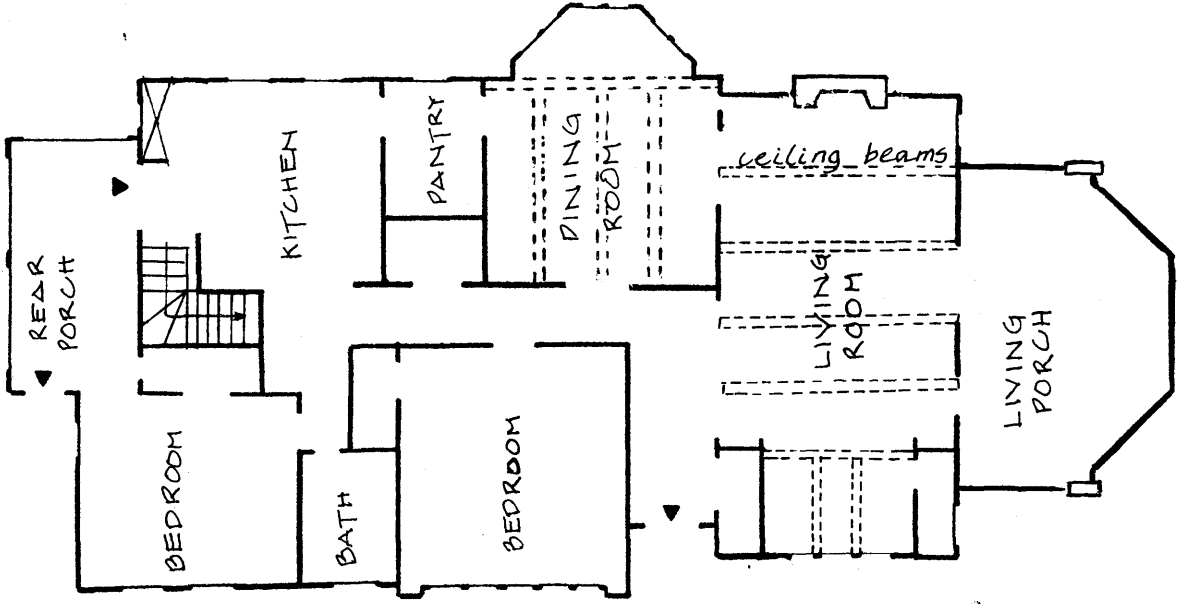 REAR
PORCH
KITCHEN
PANTRY
DINING
ROOM
ceiling beams
LIVING
ROOM
LIVING
PORCH
BEDROOM
BATH
BEDROOM